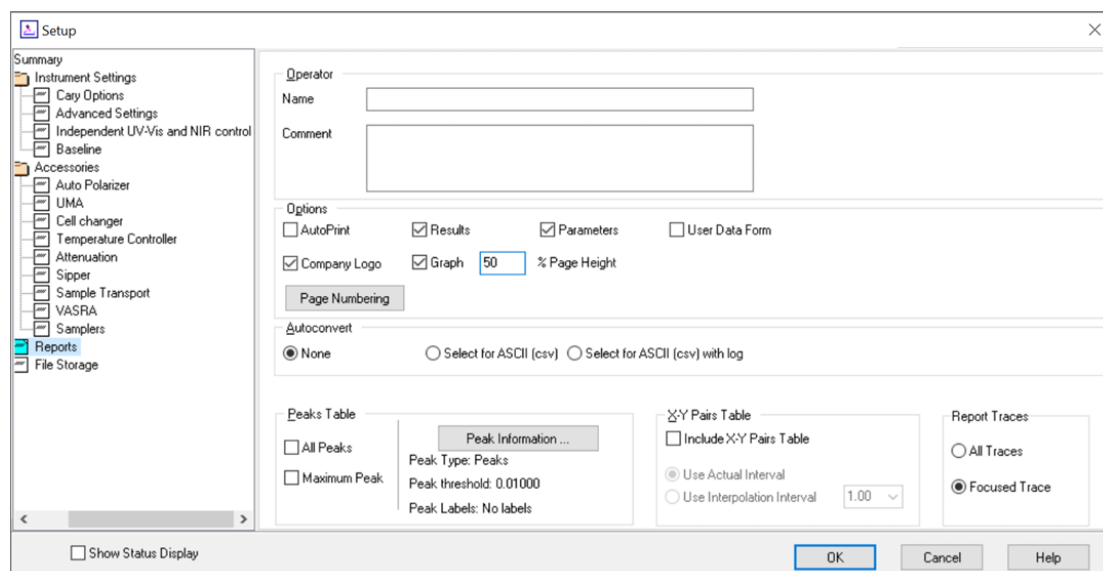 Setup
Summary
Instrument Settings
Cary Options
Advanced Settings
Independent UV-Vis and NIR control
Baseline
Accessories
Auto Polarizer
UMA
Cell changer
Temperature Controller
Attenuation
Sipper
Sample Transport
VASRA
Samplers
Reports
File Storage
Operator
Name
Comment
Options
AutoPrint Results Parameters User Data Form
Company Logo Graph 50 % Page Height
Page Numbering
Autoconvert
None Select for ASCII (csv) Select for ASCII (csv) with log
Peaks Table
All Peaks
Maximum Peak
Peak Information ...
Peak Type: Peaks
Peak threshold: 0.01000
Peak Labels: No labels
X-Y Pairs Table
Include X-Y Pairs Table
Use Actual Interval
Use Interpolation Interval 1.00
Report Traces
All Traces
Focused Trace
Show Status Display
OK Cancel Help